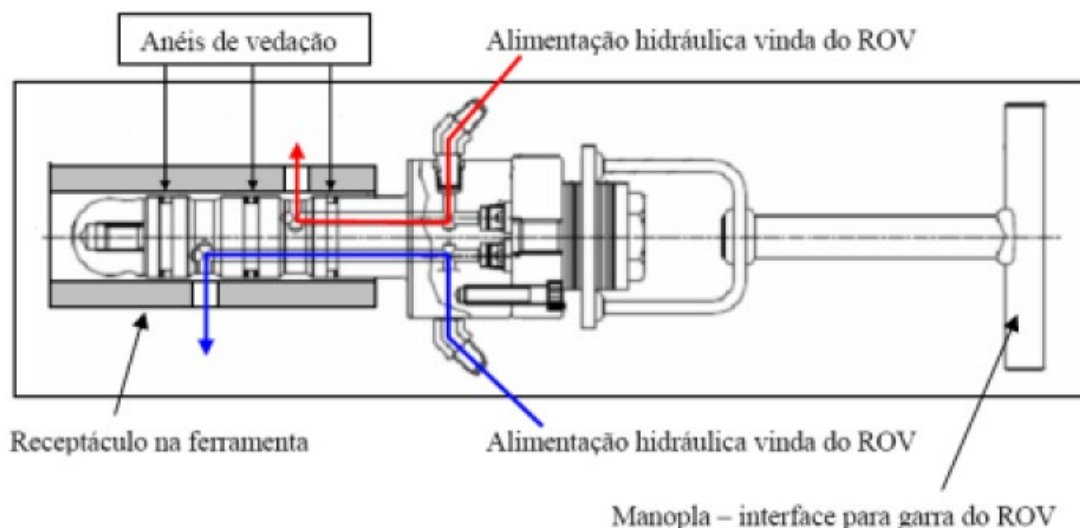 Anéis de vedação
Alimentação hidráulica vinda do ROV
Receptáculo na ferramenta
Alimentação hidráulica vinda do ROV
Manopla – interface para garra do ROV